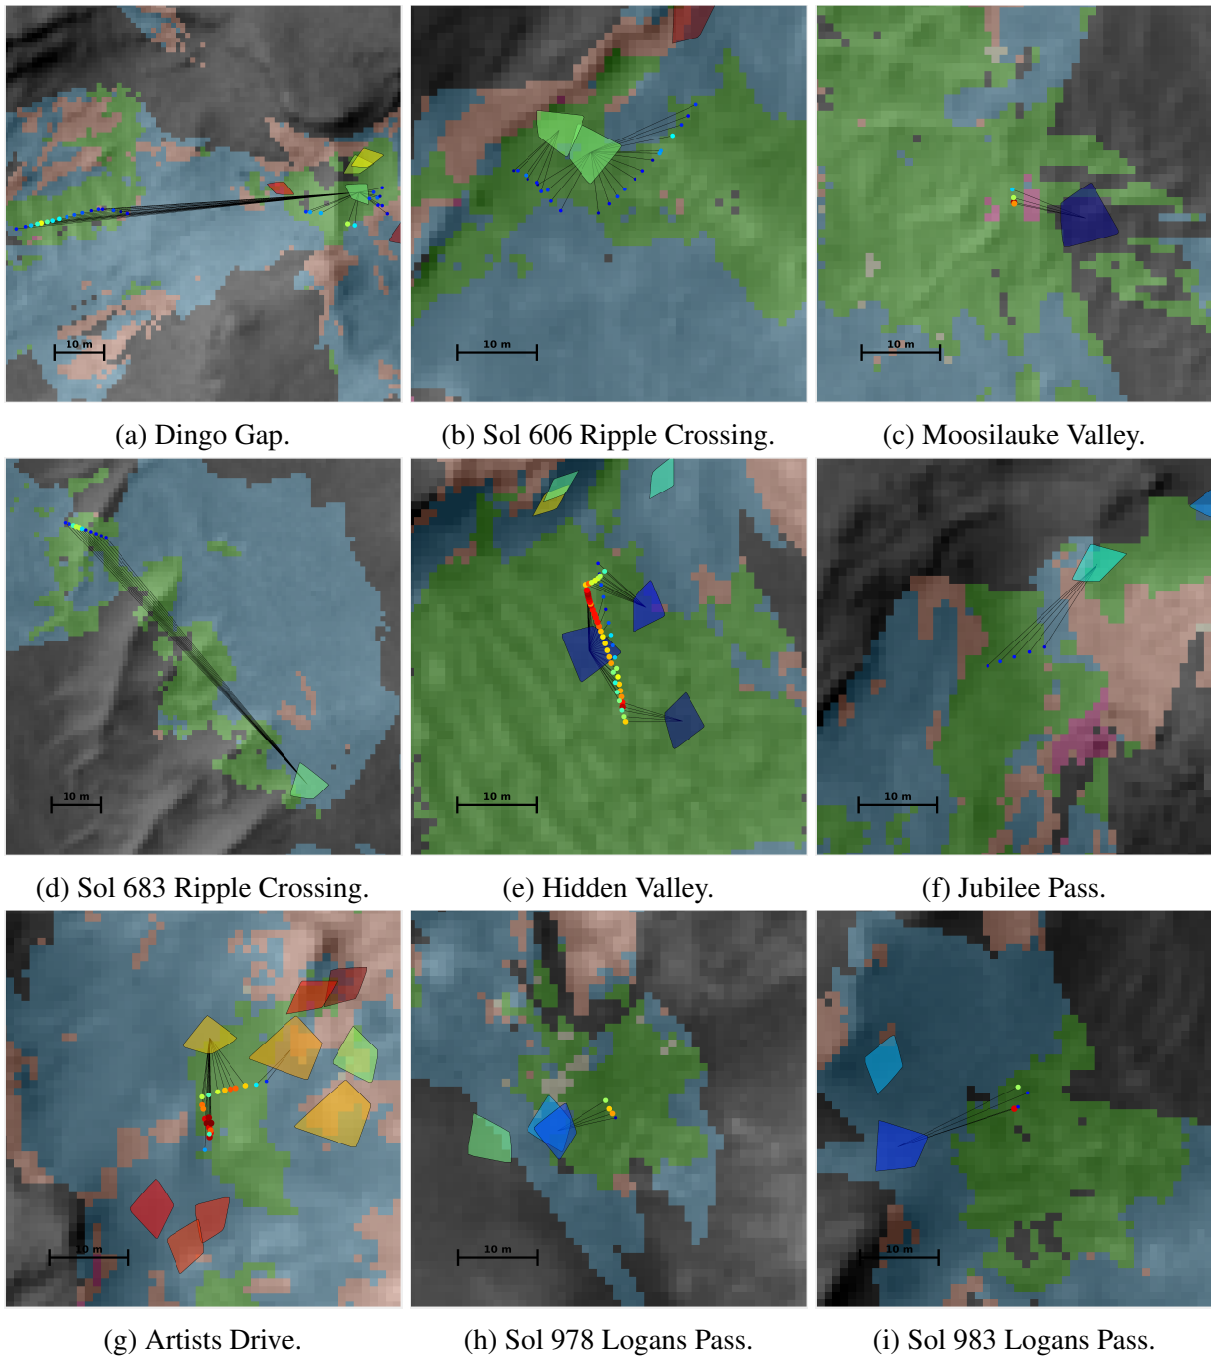 10 m
10 m
10 m
(a) Dingo Gap.
(b) Sol 606 Ripple Crossing.
(c) Moosilauke Valley.
10 m
10 m
10 m
(d) Sol 683 Ripple Crossing.
(e) Hidden Valley.
(f) Jubilee Pass.
10 m
10 m
10 m
(g) Artists Drive.
(h) Sol 978 Logans Pass.
(i) Sol 983 Logans Pass.